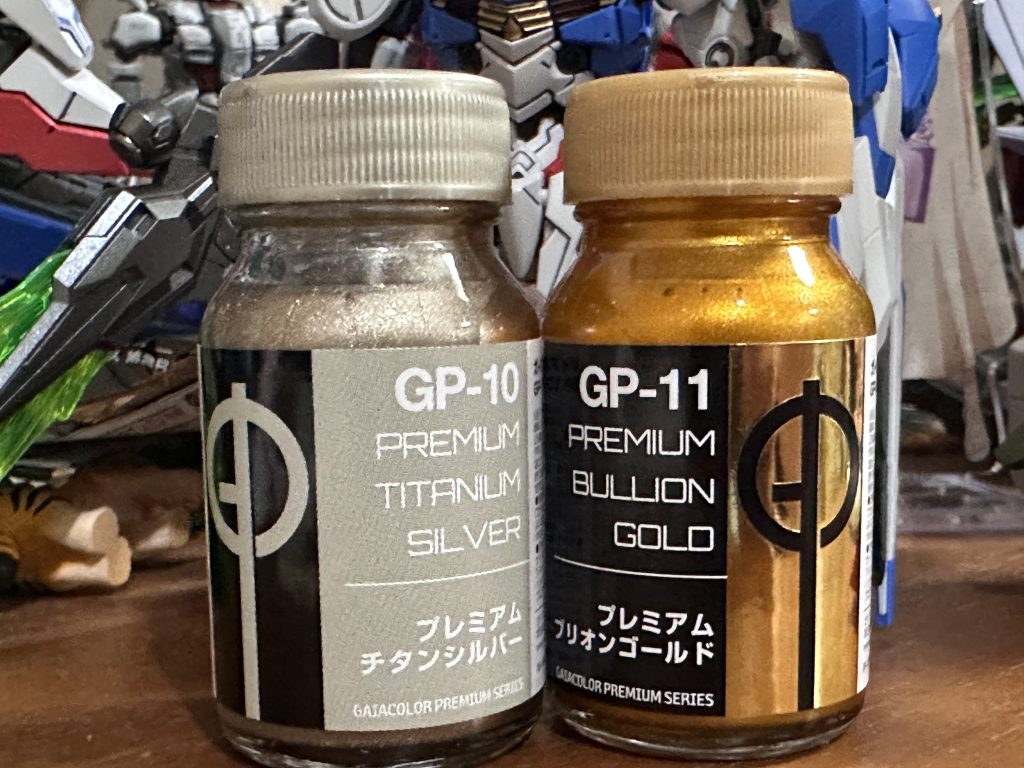 GP-10
PREMIUM
TITANIUM
SILVER
プレミアム
チタンシルバー
GAIACOLOR PREMIUM SERIES
GP-11
PREMIUM
BULLION
GOLD
プレミアム
ブリオンゴールド
GAIACOLOR PREMIUM SERIES